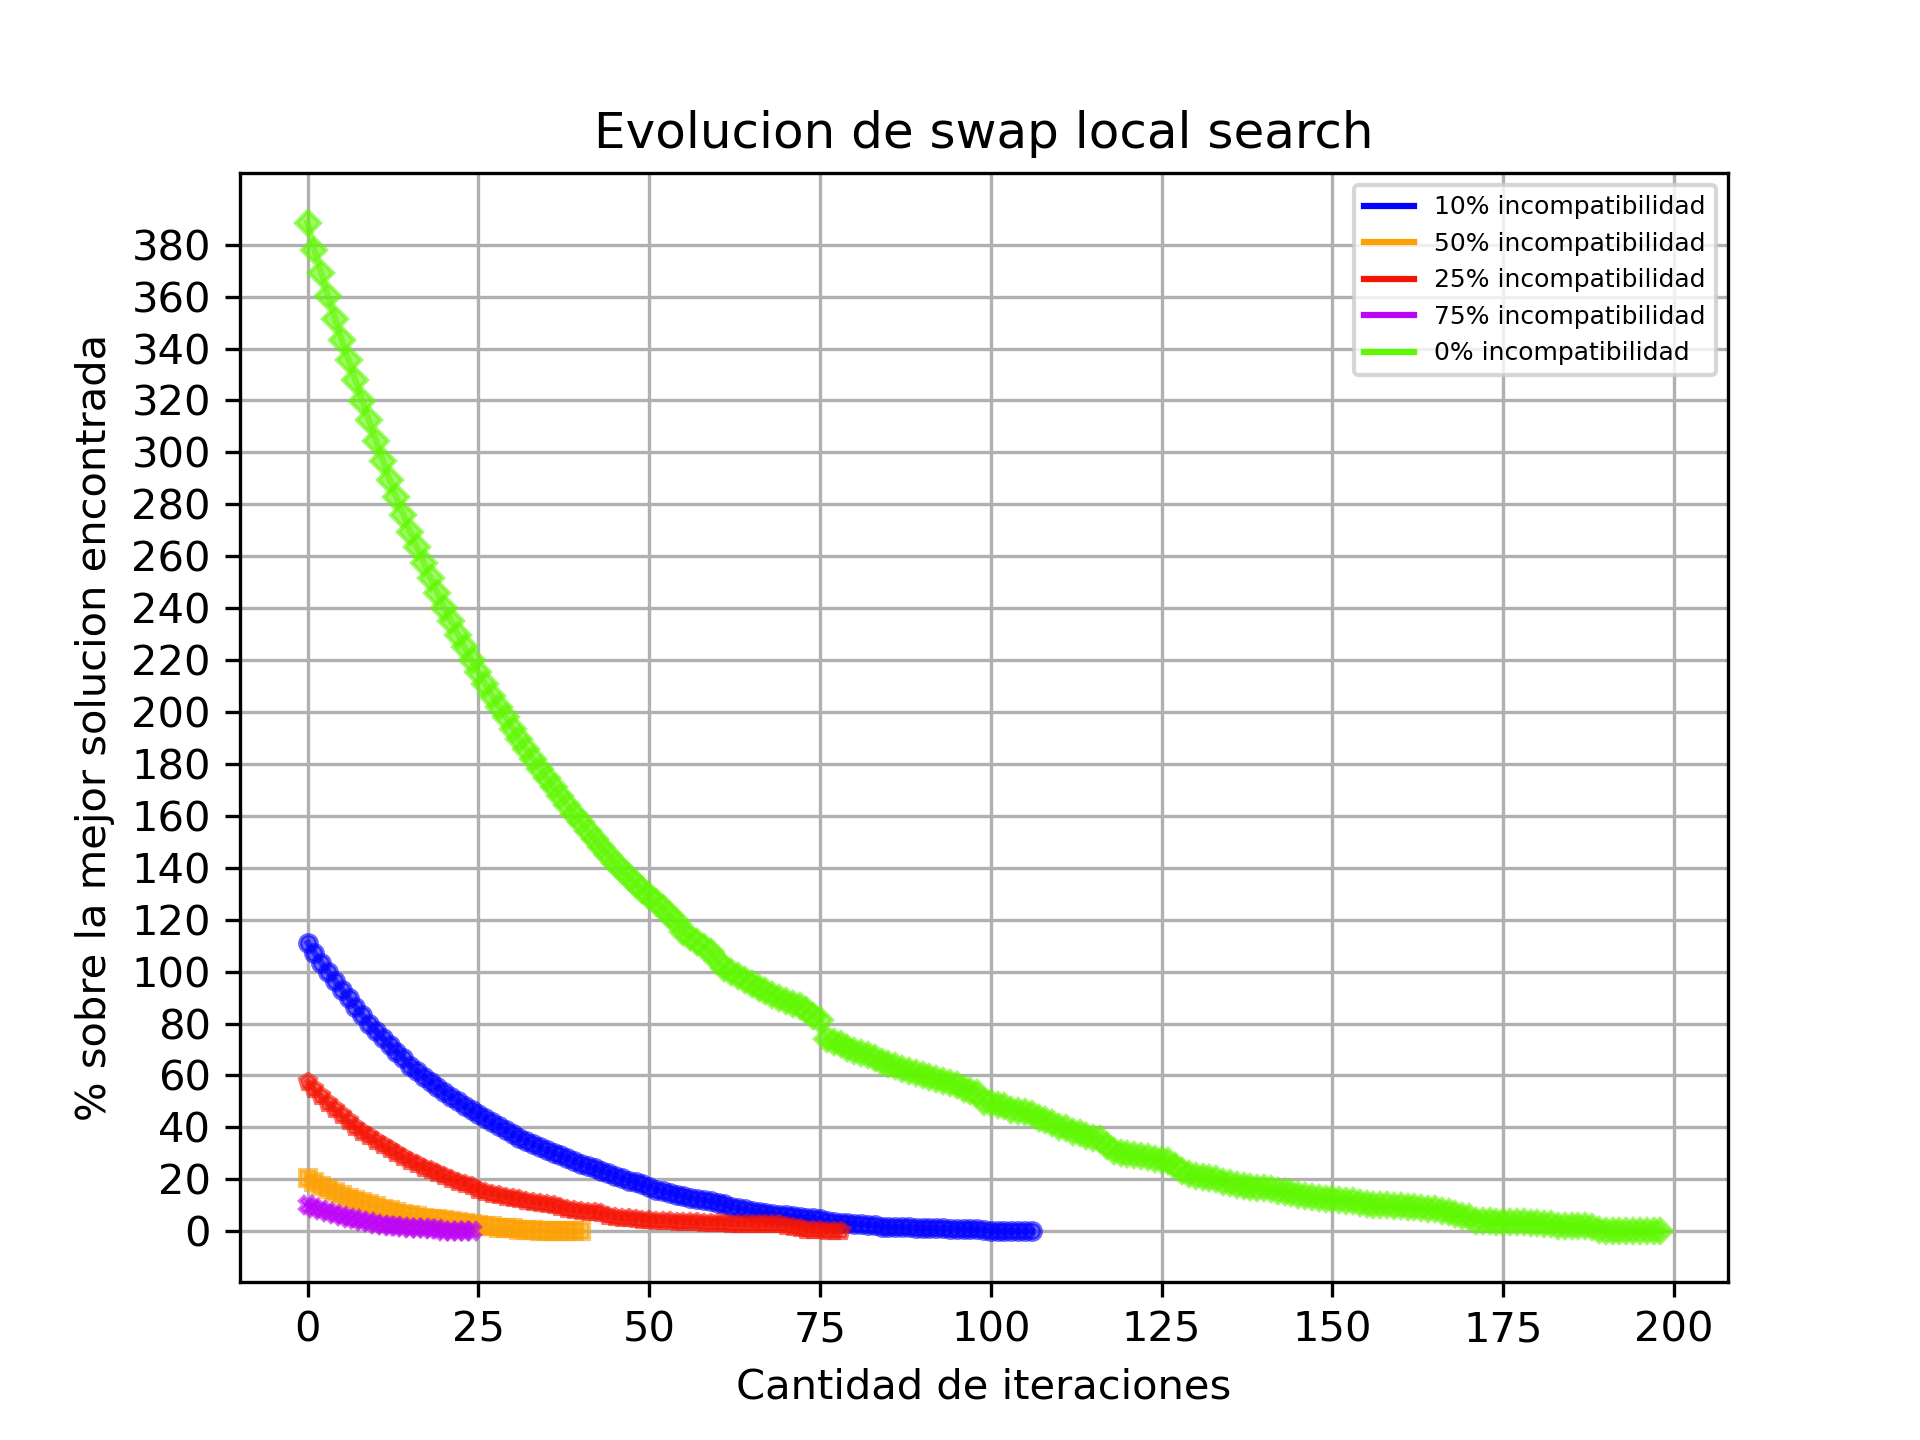 Evolucion de swap local search
10% incompatibilidad
50% incompatibilidad
25% incompatibilidad
75% incompatibilidad
0% incompatibilidad
% sobre la mejor solucion encontrada
380
360
340
320
300
280
260
240
220
200
180
160
140
120
100
80
60
40
20
0
0 25 50 75 100 125 150 175 200
Cantidad de iteraciones